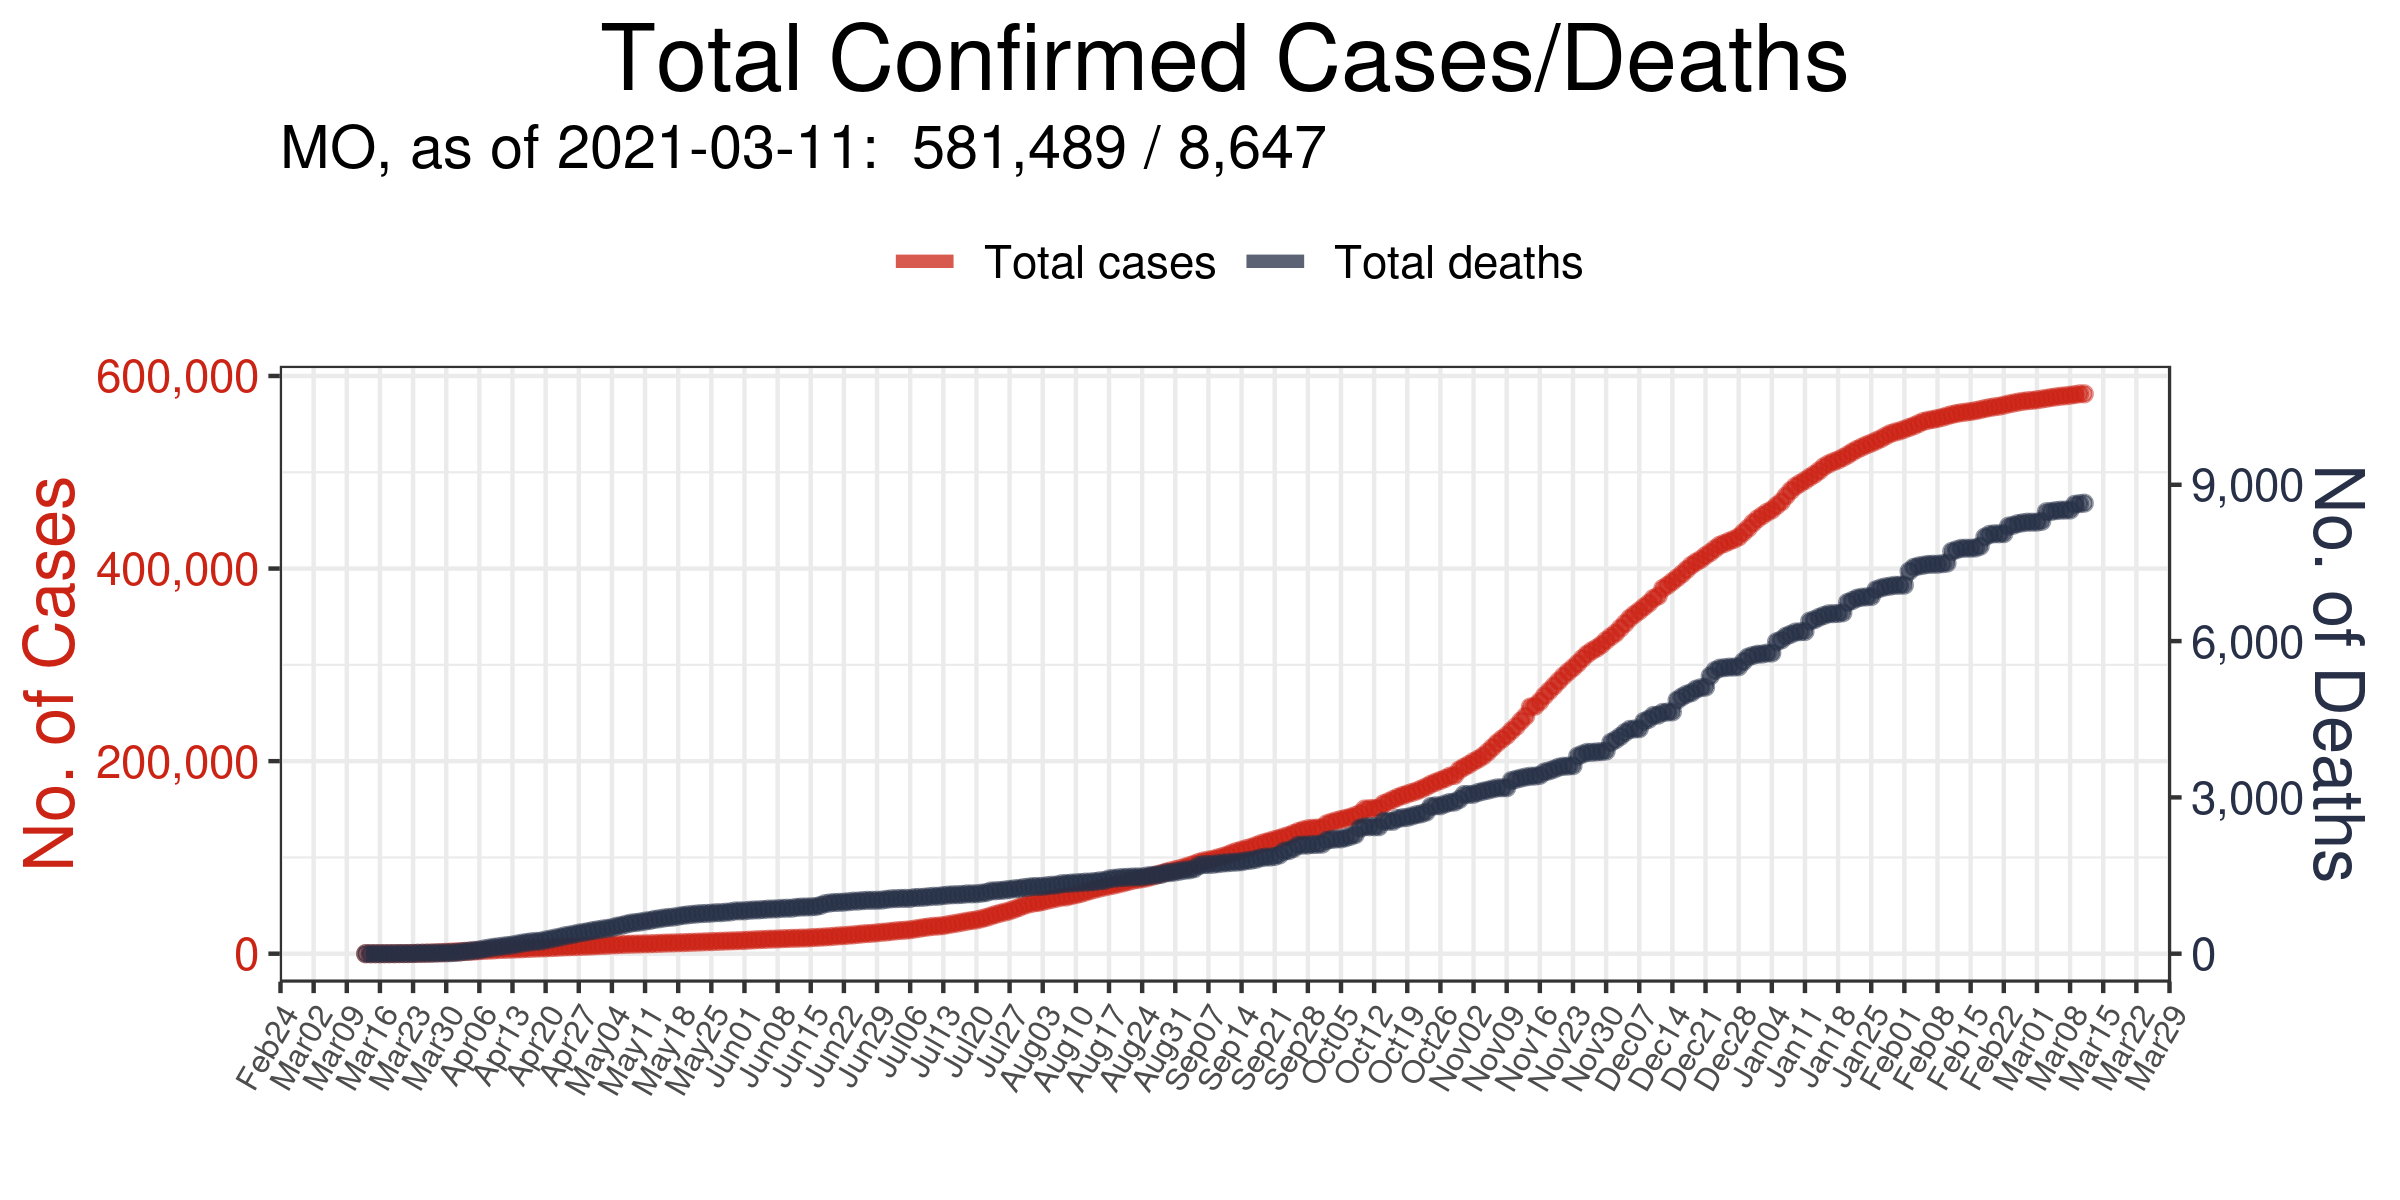 Total Confirmed Cases/Deaths
MO, as of 2021-03-11:  581,489 / 8,647
Total cases
Total deaths
No. of Cases
600,000
400,000
200,000
0
9,000
6,000
3,000
0
No. of Deaths
Feb24
Mar02
Mar09
Mar16
Mar23
Mar30
Apr06
Apr13
Apr20
Apr27
May04
May11
May18
May25
Jun01
Jun08
Jun15
Jun22
Jun29
Jul06
Jul13
Jul20
Jul27
Aug03
Aug10
Aug17
Aug24
Aug31
Sep07
Sep14
Sep21
Sep28
Oct05
Oct12
Oct19
Oct26
Nov02
Nov09
Nov16
Nov23
Nov30
Dec07
Dec14
Dec21
Dec28
Jan04
Jan11
Jan18
Jan25
Feb01
Feb08
Feb15
Feb22
Mar01
Mar08
Mar15
Mar22
Mar29